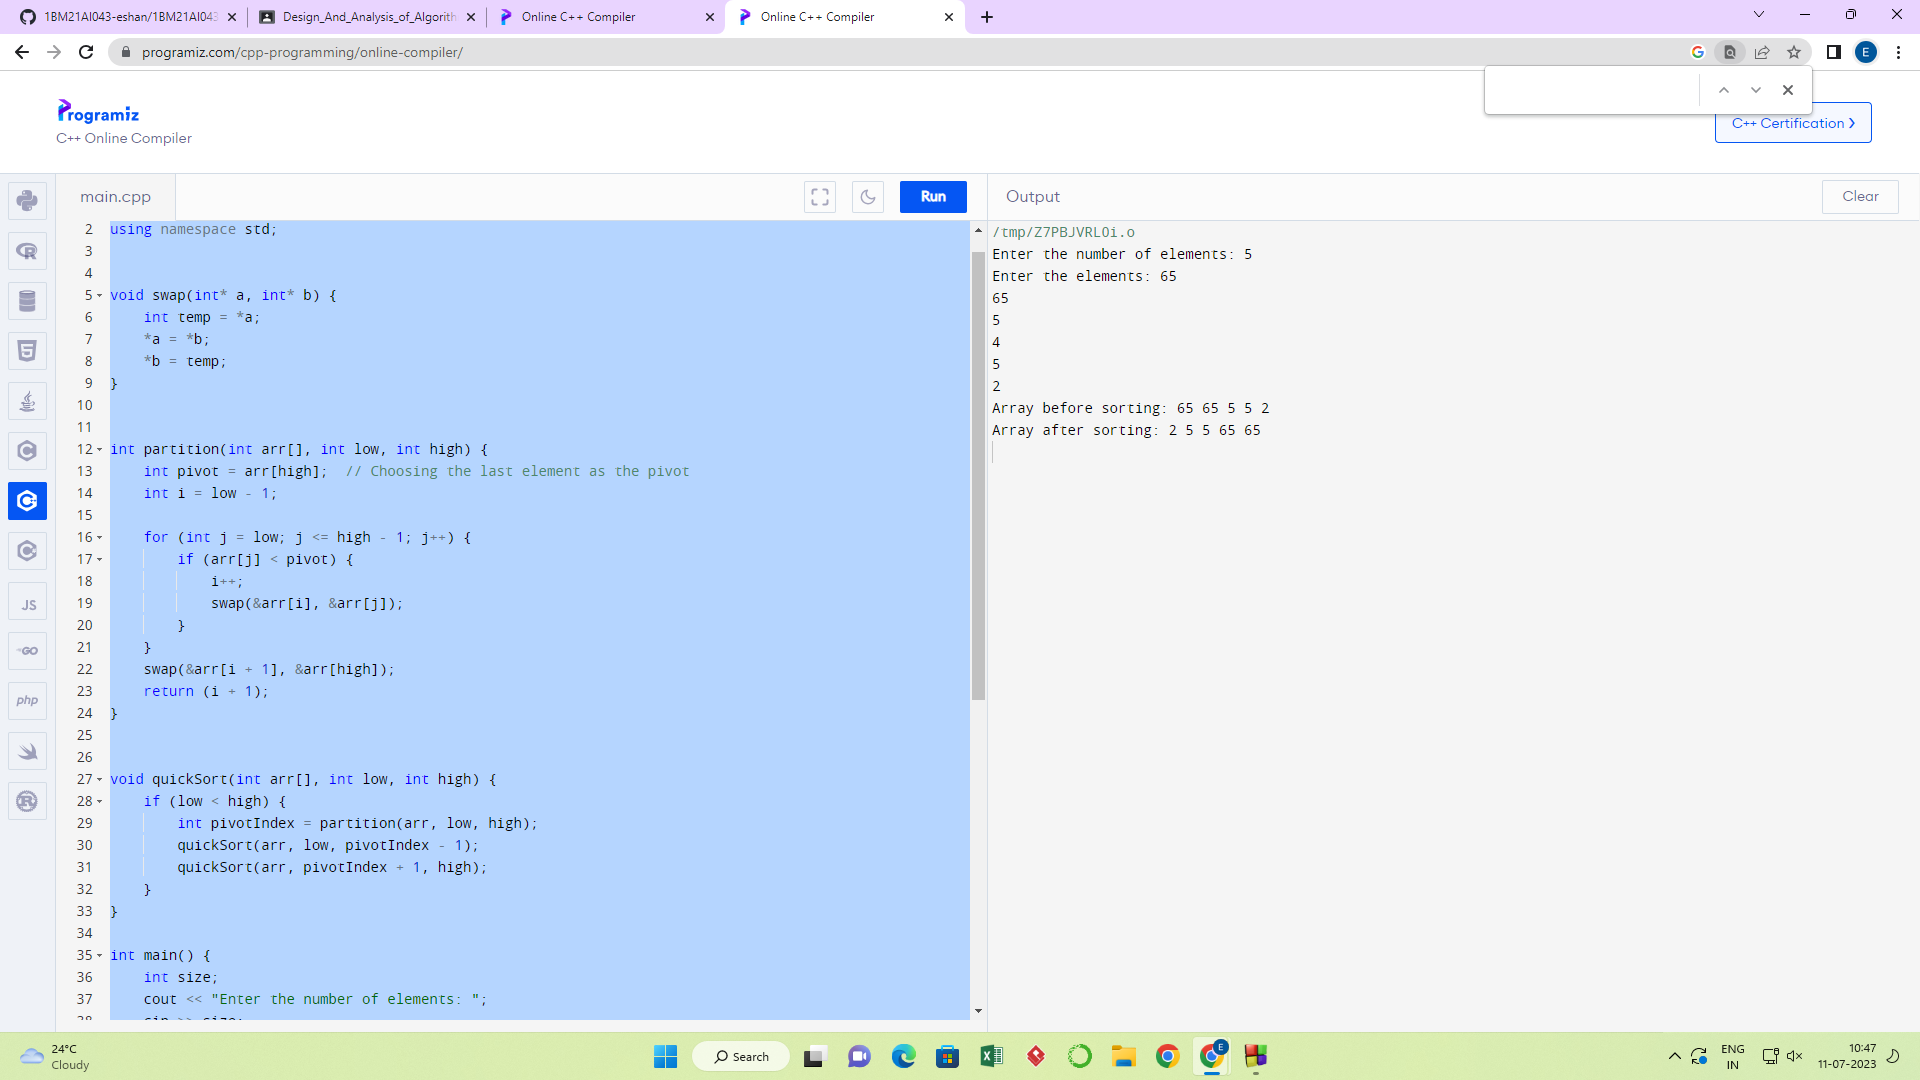 1BM21AI043-eshan/1BM21AI043
Design_And_Analysis_of_Algorith
Online C++ Compiler
Online C++ Compiler
programiz.com/cpp-programming/online-compiler/
E
Programiz
C++ Online Compiler
C++ Certification
main.cpp
Run
Output
Clear
2 using namespace std;
3
4
5 void swap(int* a, int* b) {
6 int temp = *a;
7 *a = *b;
8 *b = temp;
9 }
10
11
12 int partition(int arr[], int low, int high) {
13 int pivot = arr[high]; // Choosing the last element as the pivot
14 int i = low - 1;
15
16 for (int j = low; j <= high - 1; j++) {
17 if (arr[j] < pivot) {
18 i++;
19 swap(&arr[i], &arr[j]);
20 }
21 }
22 swap(&arr[i + 1], &arr[high]);
23 return (i + 1);
24 }
25
26
27 void quickSort(int arr[], int low, int high) {
28 if (low < high) {
29 int pivotIndex = partition(arr, low, high);
30 quickSort(arr, low, pivotIndex - 1);
31 quickSort(arr, pivotIndex + 1, high);
32 }
33 }
34
35 int main() {
36 int size;
37 cout << "Enter the number of elements: ";
38 cin >> size;
/tmp/Z7PBJVRLOi.o
Enter the number of elements: 5
Enter the elements: 65
65
5
4
5
2
Array before sorting: 65 65 5 5 2
Array after sorting: 2 5 5 65 65
JS
GO
php
24°C
Cloudy
Search
E
ENG
IN
10:47
11-07-2023